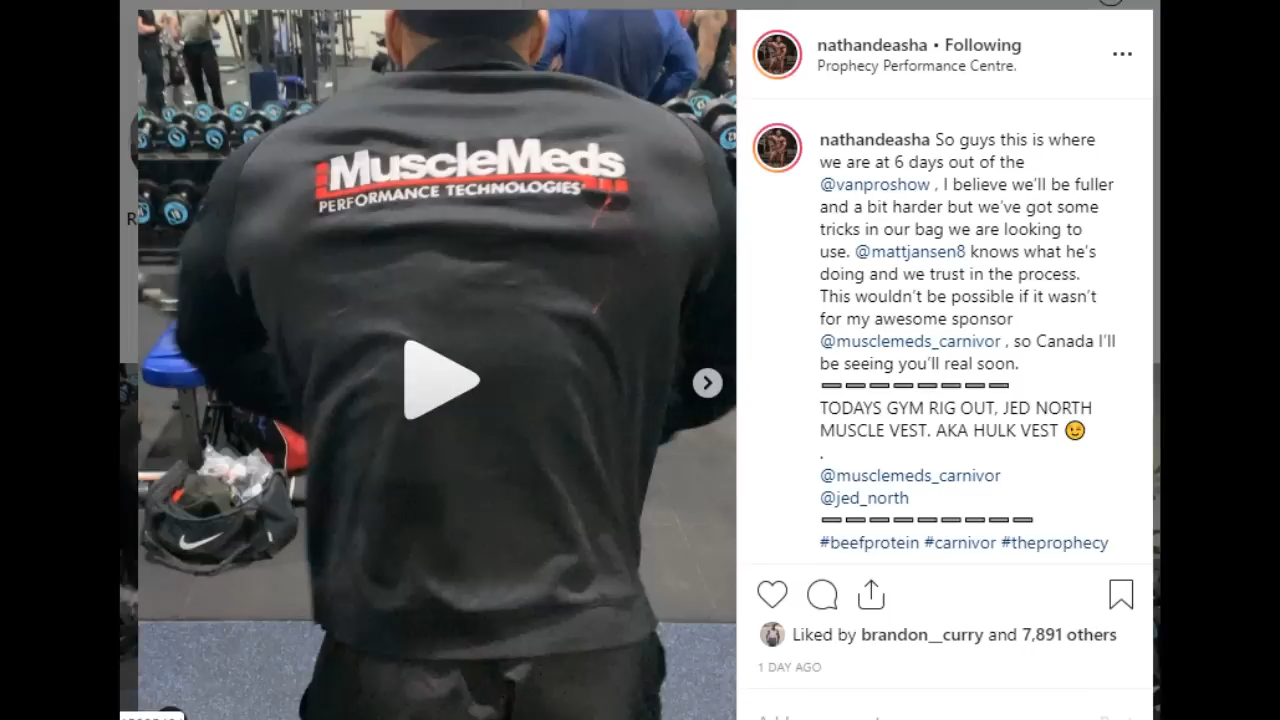 MuscleMeds
PERFORMANCE TECHNOLOGIES
nathandeasha • Following
Prophecy Performance Centre.
nathandeasha So guys this is where
we are at 6 days out of the
@vanproshow , I believe we'll be fuller
and a bit harder but we've got some
tricks in our bag we are looking to
use. @mattjansen8 knows what he's
doing and we trust in the process.
This wouldn't be possible if it wasn't
for my awesome sponsor
@musclemeds_carnivor , so Canada I'll
be seeing you'll real soon.
TODAYS GYM RIG OUT, JED NORTH
MUSCLE VEST. AKA HULK VEST 😉
.
@musclemeds_carnivor
@jed_north
#beefprotein #carnivor #theprophecy
Liked by brandon__curry and 7,891 others
1 DAY AGO